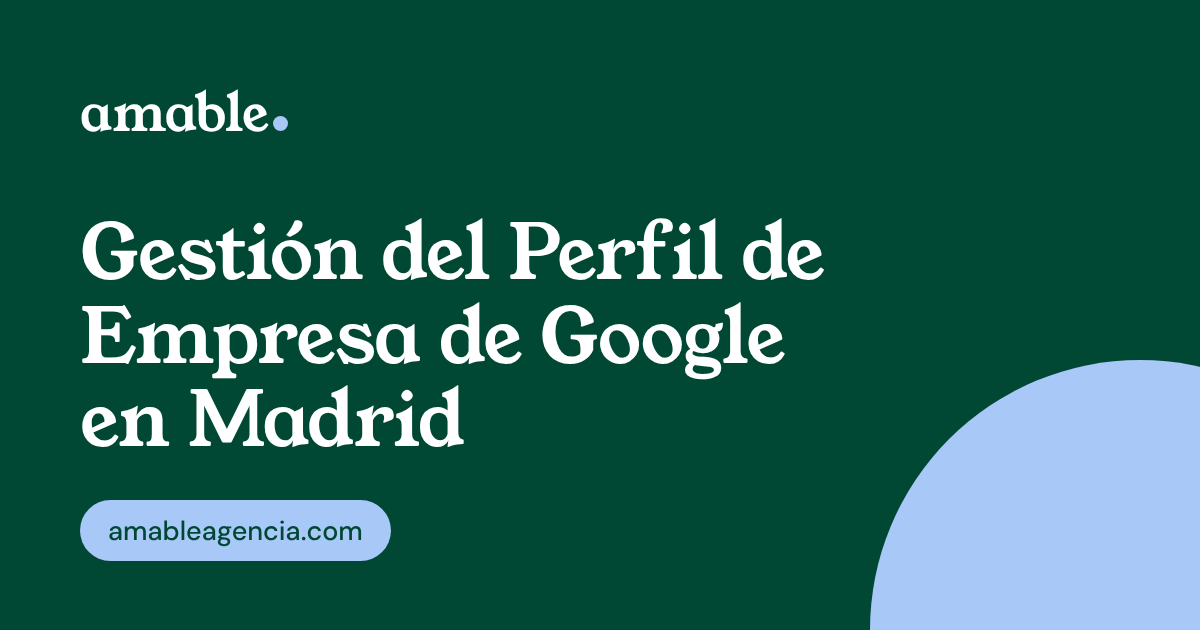 amable.
Gestión del Perfil de
Empresa de Google
en Madrid
amableagencia.com